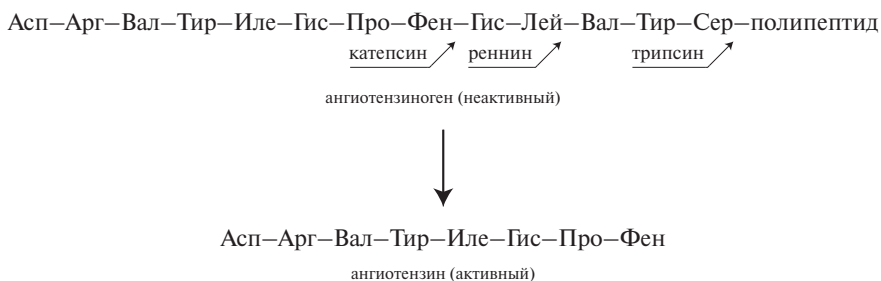 Асп–Арг–Вал–Тир–Иле–Гис–Про–Фен–Гис–Лей–Вал–Тир–Сер–полипептид
катепсин реннин трипсин
ангиотензиноген (неактивный)
Асп–Арг–Вал–Тир–Иле–Гис–Про–Фен
ангиотензин (активный)